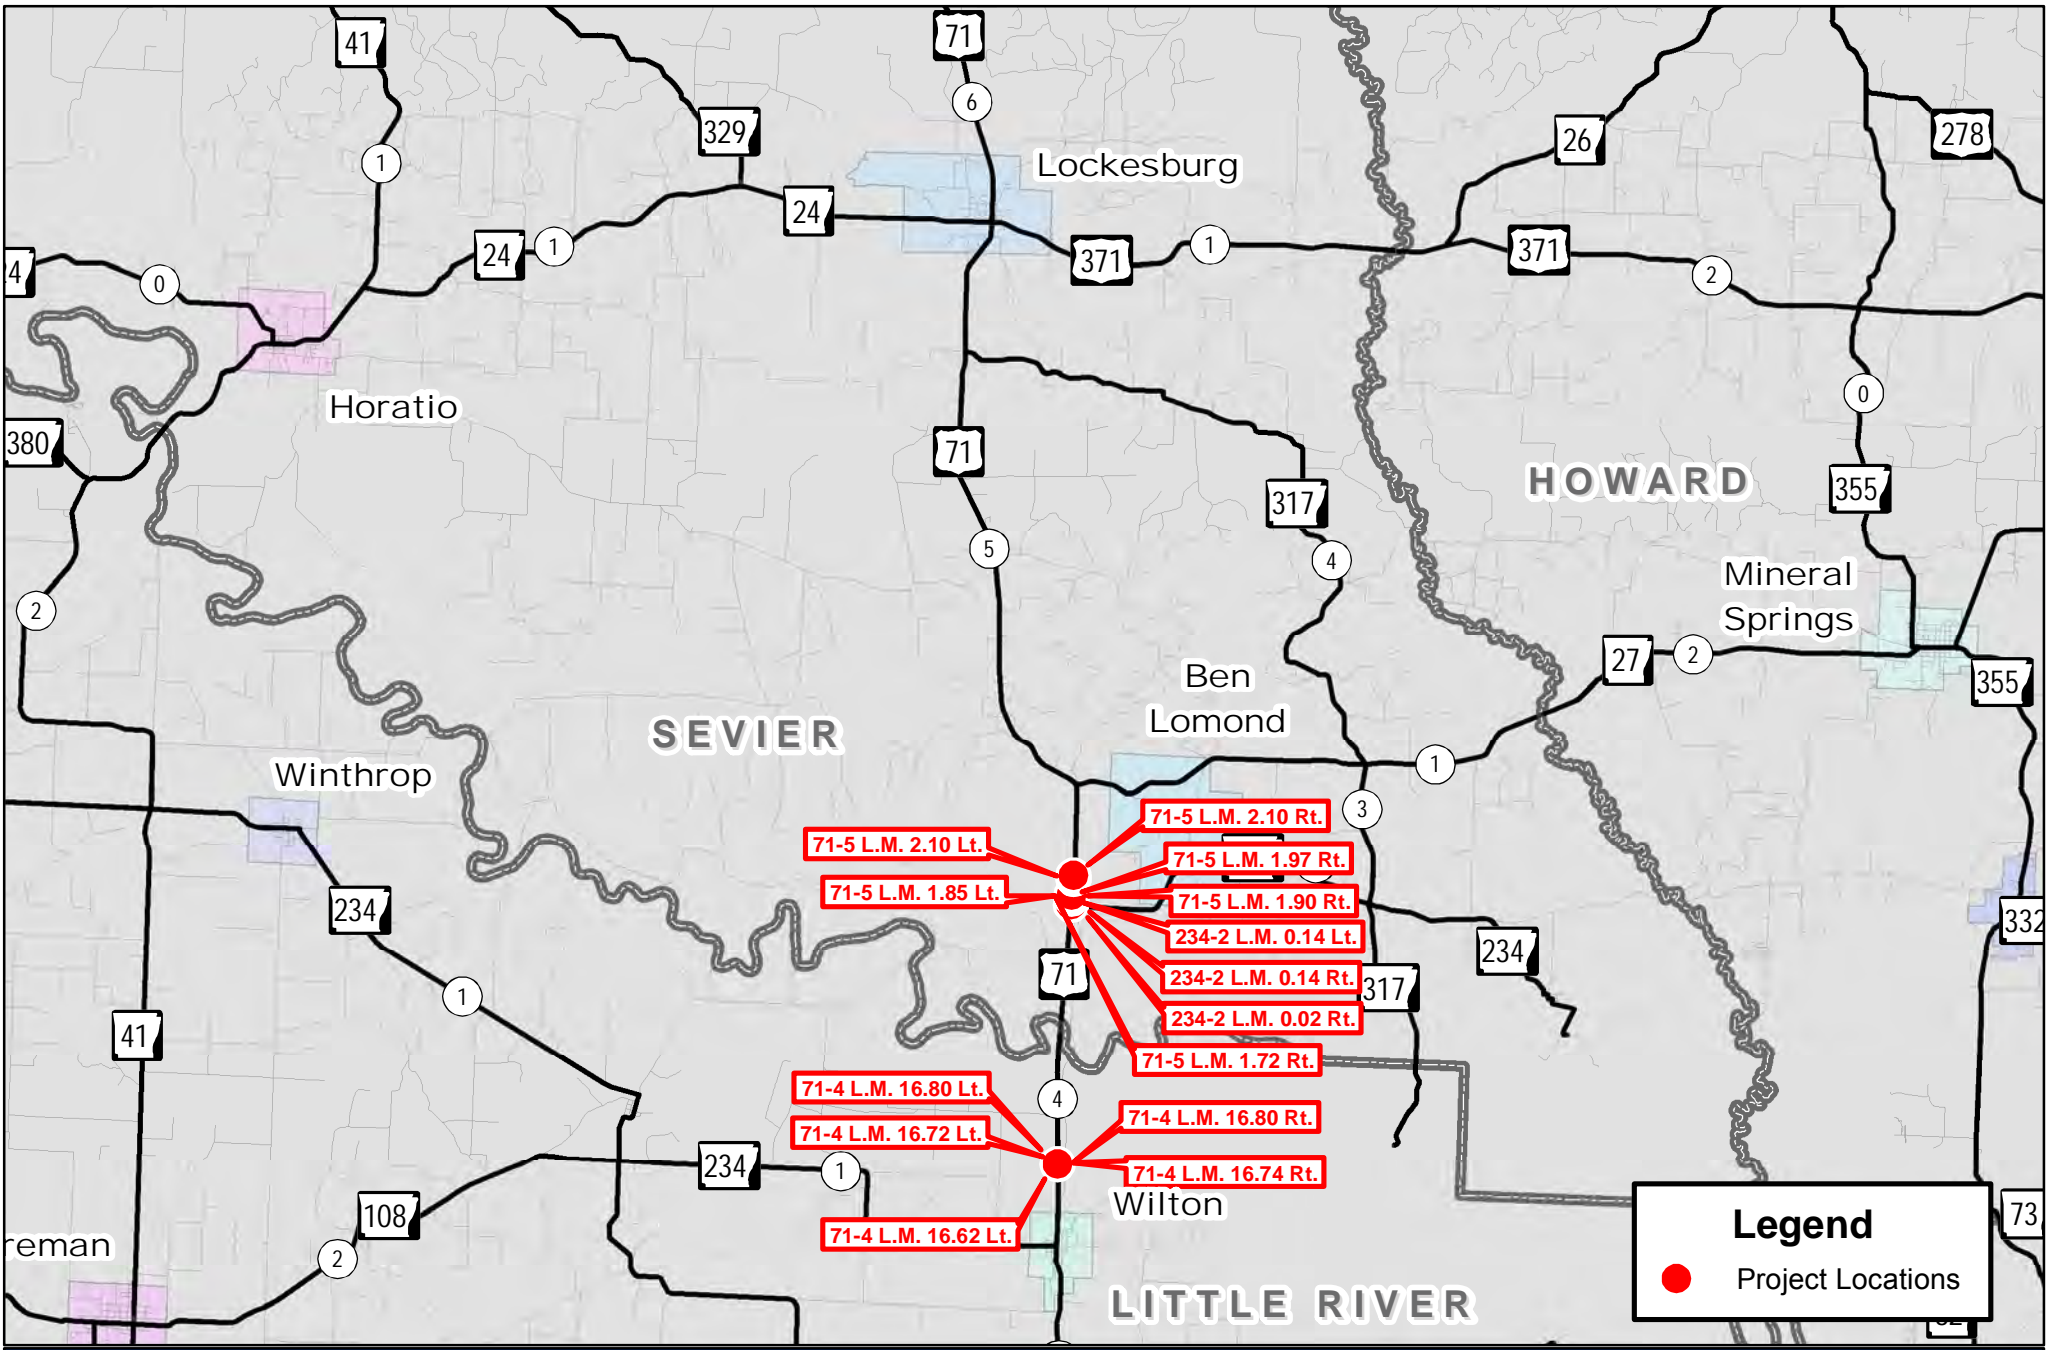 41
71
6
329
26
278
1
Lockesburg
24
24
1
371
1
371
2
24
0
0
Horatio
380
71
317
HOWARD
355
5
4
Mineral
Springs
2
27
2
355
Ben
Lomond
SEVIER
1
Winthrop
3
71-5 L.M. 2.10 Rt.
71-5 L.M. 2.10 Lt.
71-5 L.M. 1.97 Rt.
71-5 L.M. 1.85 Lt.
71-5 L.M. 1.90 Rt.
234
234-2 L.M. 0.14 Lt.
234
332
71
234-2 L.M. 0.14 Rt.
317
1
234-2 L.M. 0.02 Rt.
41
71-5 L.M. 1.72 Rt.
71-4 L.M. 16.80 Lt.
4
71-4 L.M. 16.80 Rt.
71-4 L.M. 16.72 Lt.
234
1
71-4 L.M. 16.74 Rt.
Wilton
108
73
71-4 L.M. 16.62 Lt.
reman
2
LITTLE RIVER
Legend
Project Locations